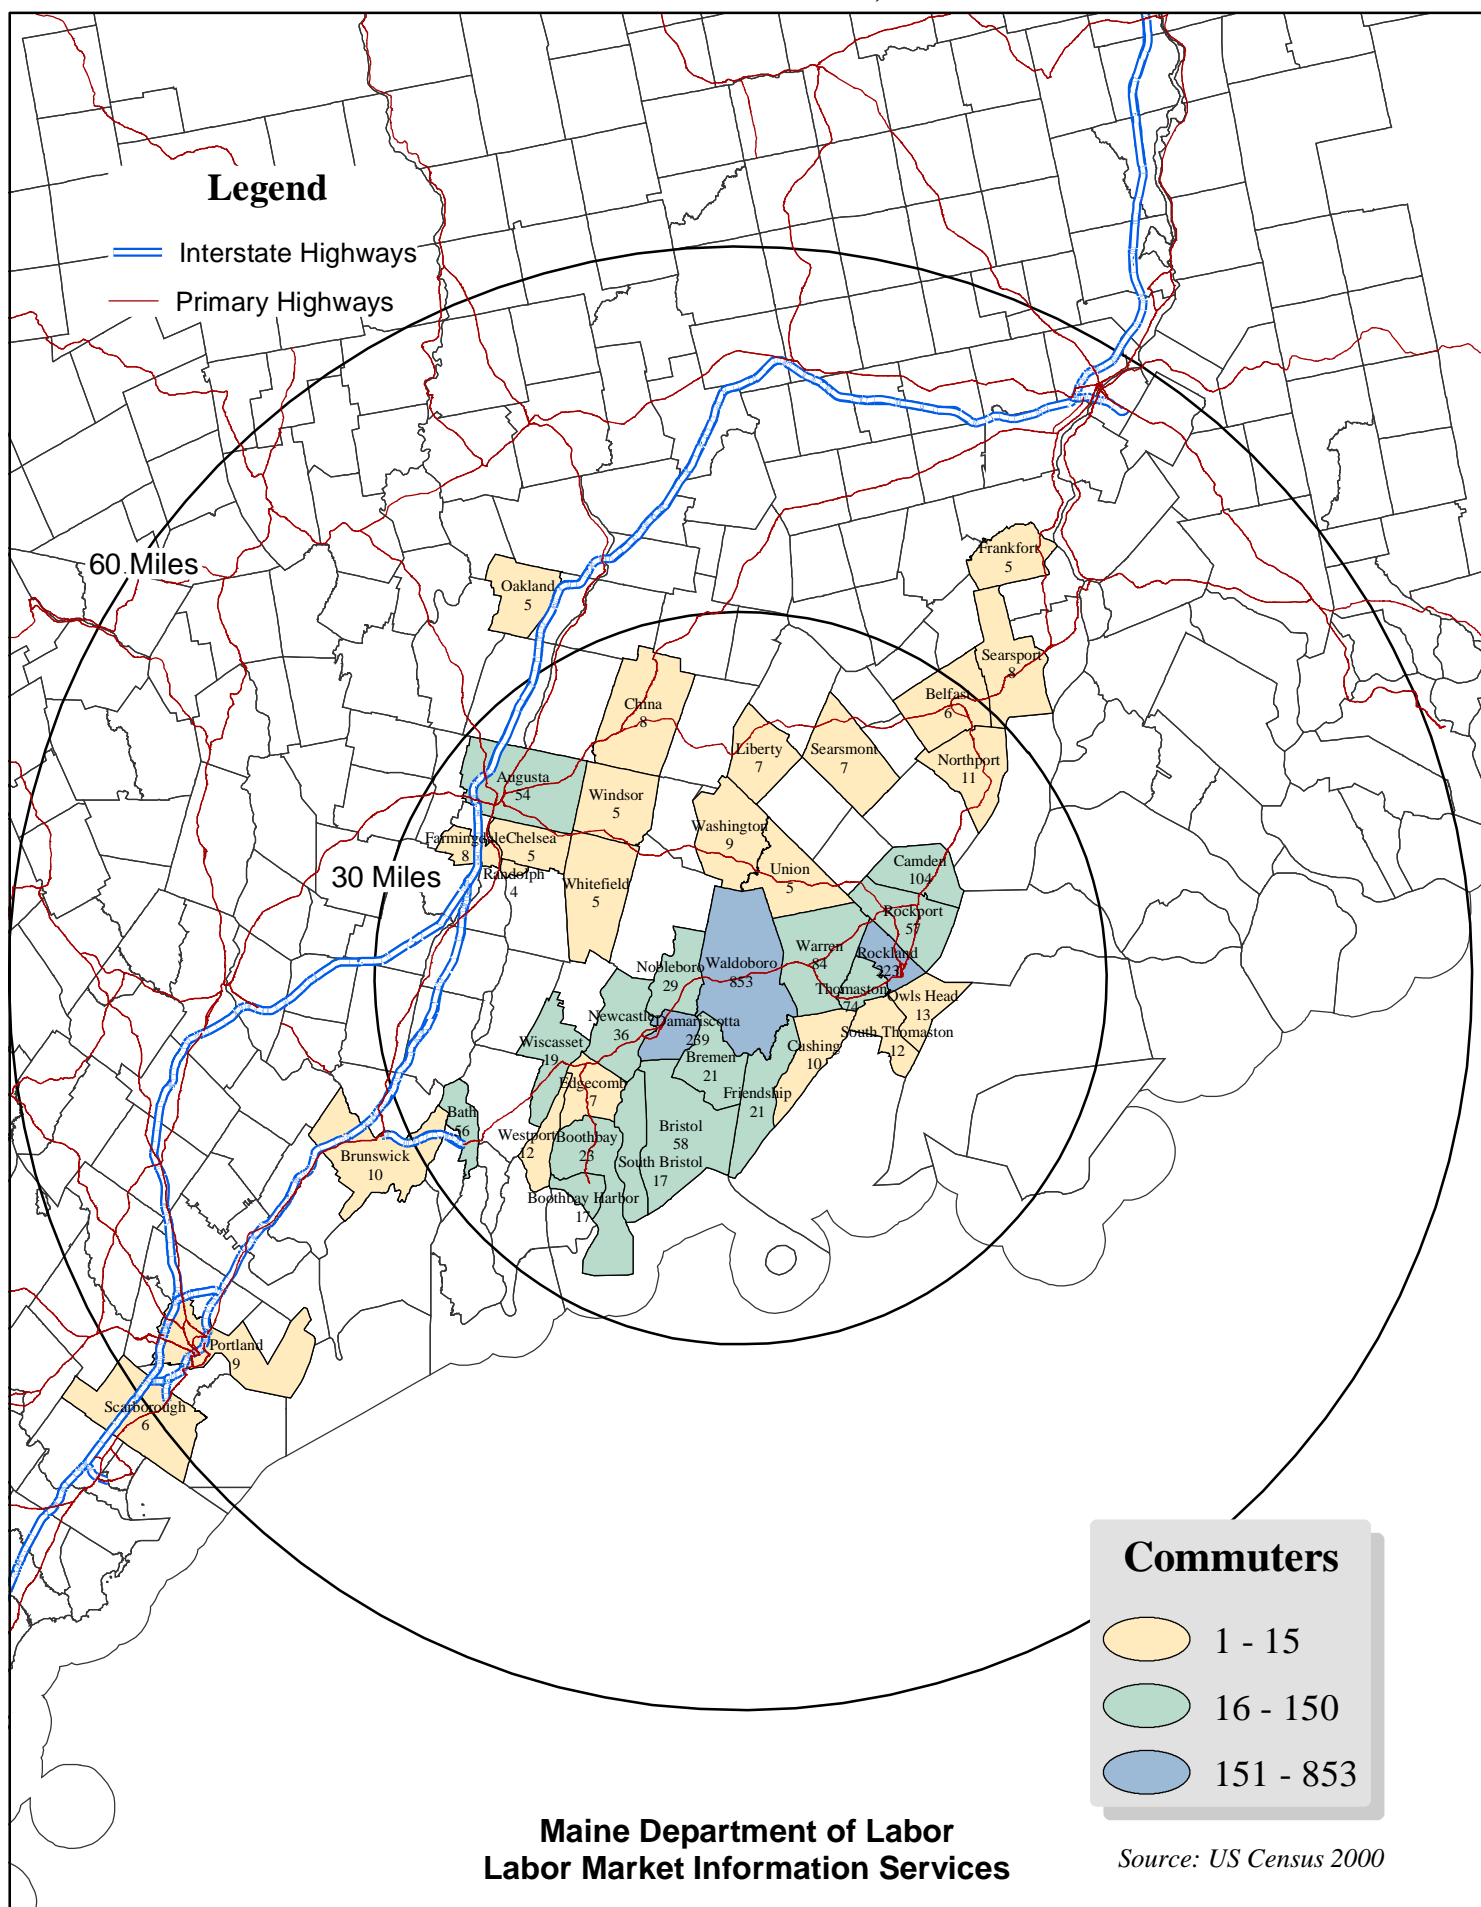 Legend
Interstate Highways
Primary Highways
60 Miles
30 Miles
Frankfort
5
Oakland
5
Searsport
8
Belfast
6
China
8
Liberty
7
Searsmont
7
Northport
11
Augusta
54
Windsor
5
Washington
9
Farmingdale
8
Chelsea
5
Randolph
4
Whitefield
5
Union
5
Camden
104
Rockport
57
Warren
84
Rockland
223
Nobleboro
29
Waldoboro
853
Thomaston
74
Owls Head
13
Newcastle
36
Damariscotta
239
South Thomaston
12
Wiscasset
19
Cushing
10
Bremen
21
Edgecomb
7
Friendship
21
Bath
56
Bristol
58
Westport
12
Boothbay
23
Brunswick
10
South Bristol
17
Boothbay Harbor
17
Portland
9
Scarborough
6
Commuters
1 - 15
16 - 150
151 - 853
Maine Department of Labor
Labor Market Information Services
Source: US Census 2000